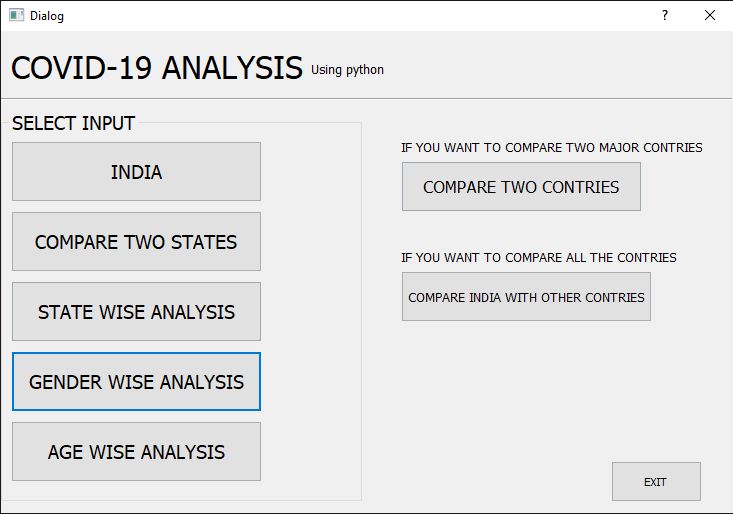 Dialog
?
COVID-19 ANALYSIS Using python
SELECT INPUT
INDIA
COMPARE TWO STATES
STATE WISE ANALYSIS
GENDER WISE ANALYSIS
AGE WISE ANALYSIS
IF YOU WANT TO COMPARE TWO MAJOR CONTRIES
COMPARE TWO CONTRIES
IF YOU WANT TO COMPARE ALL THE CONTRIES
COMPARE INDIA WITH OTHER CONTRIES
EXIT